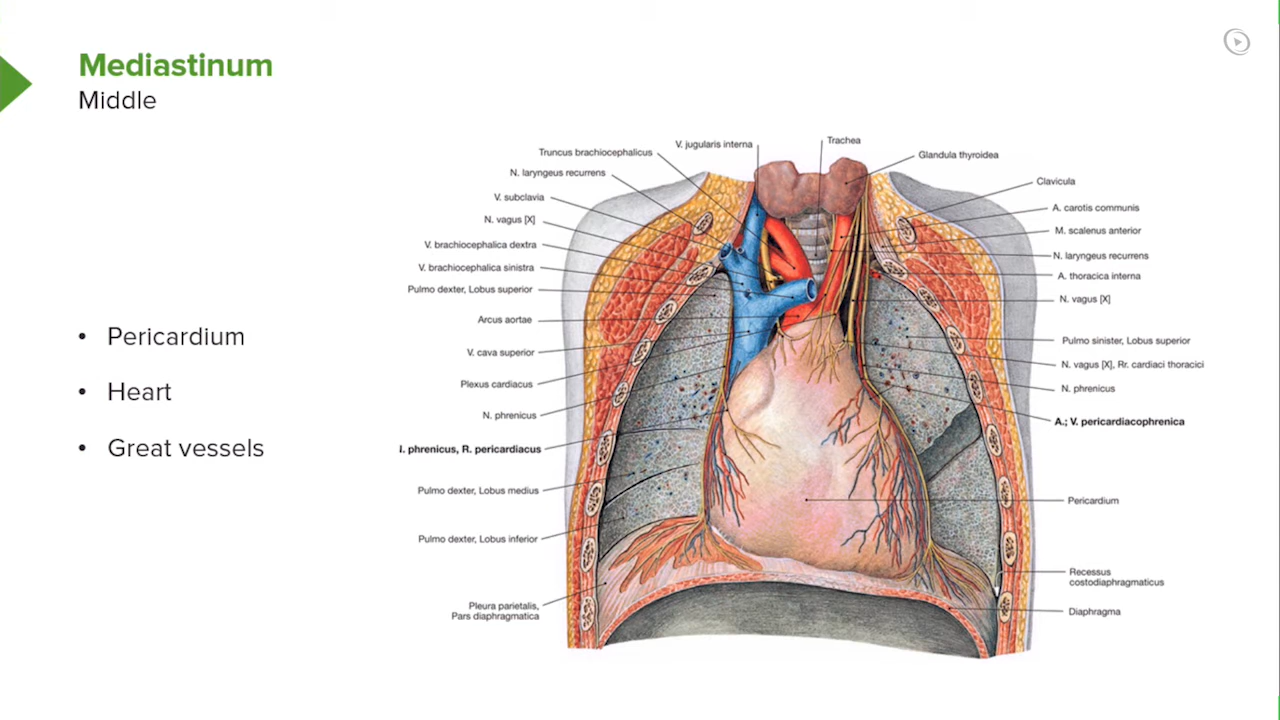 Mediastinum
Middle
• Pericardium
• Heart
• Great vessels
Truncus brachiocephalicus
N. laryngeus recurrens
V. subclavia
N. vagus [X]
V. brachiocephalica dextra
V. brachiocephalica sinistra
Pulmo dexter, Lobus superior
Arcus aortae
V. cava superior
Plexus cardiacus
N. phrenicus
I. phrenicus, R. pericardiacus
Pulmo dexter, Lobus medius
Pulmo dexter, Lobus inferior
Pleura parietalis,
Pars diaphragmatica
V. jugularis interna
Trachea
Glandula thyroidea
Clavicula
A. carotis communis
M. scalenus anterior
N. laryngeus recurrens
A. thoracica interna
N. vagus [X]
Pulmo sinister, Lobus superior
N. vagus [X], Rr. cardiaci thoracici
N. phrenicus
A.; V. pericardiacophrenica
Pericardium
Recessus
costodiaphragmaticus
Diaphragma